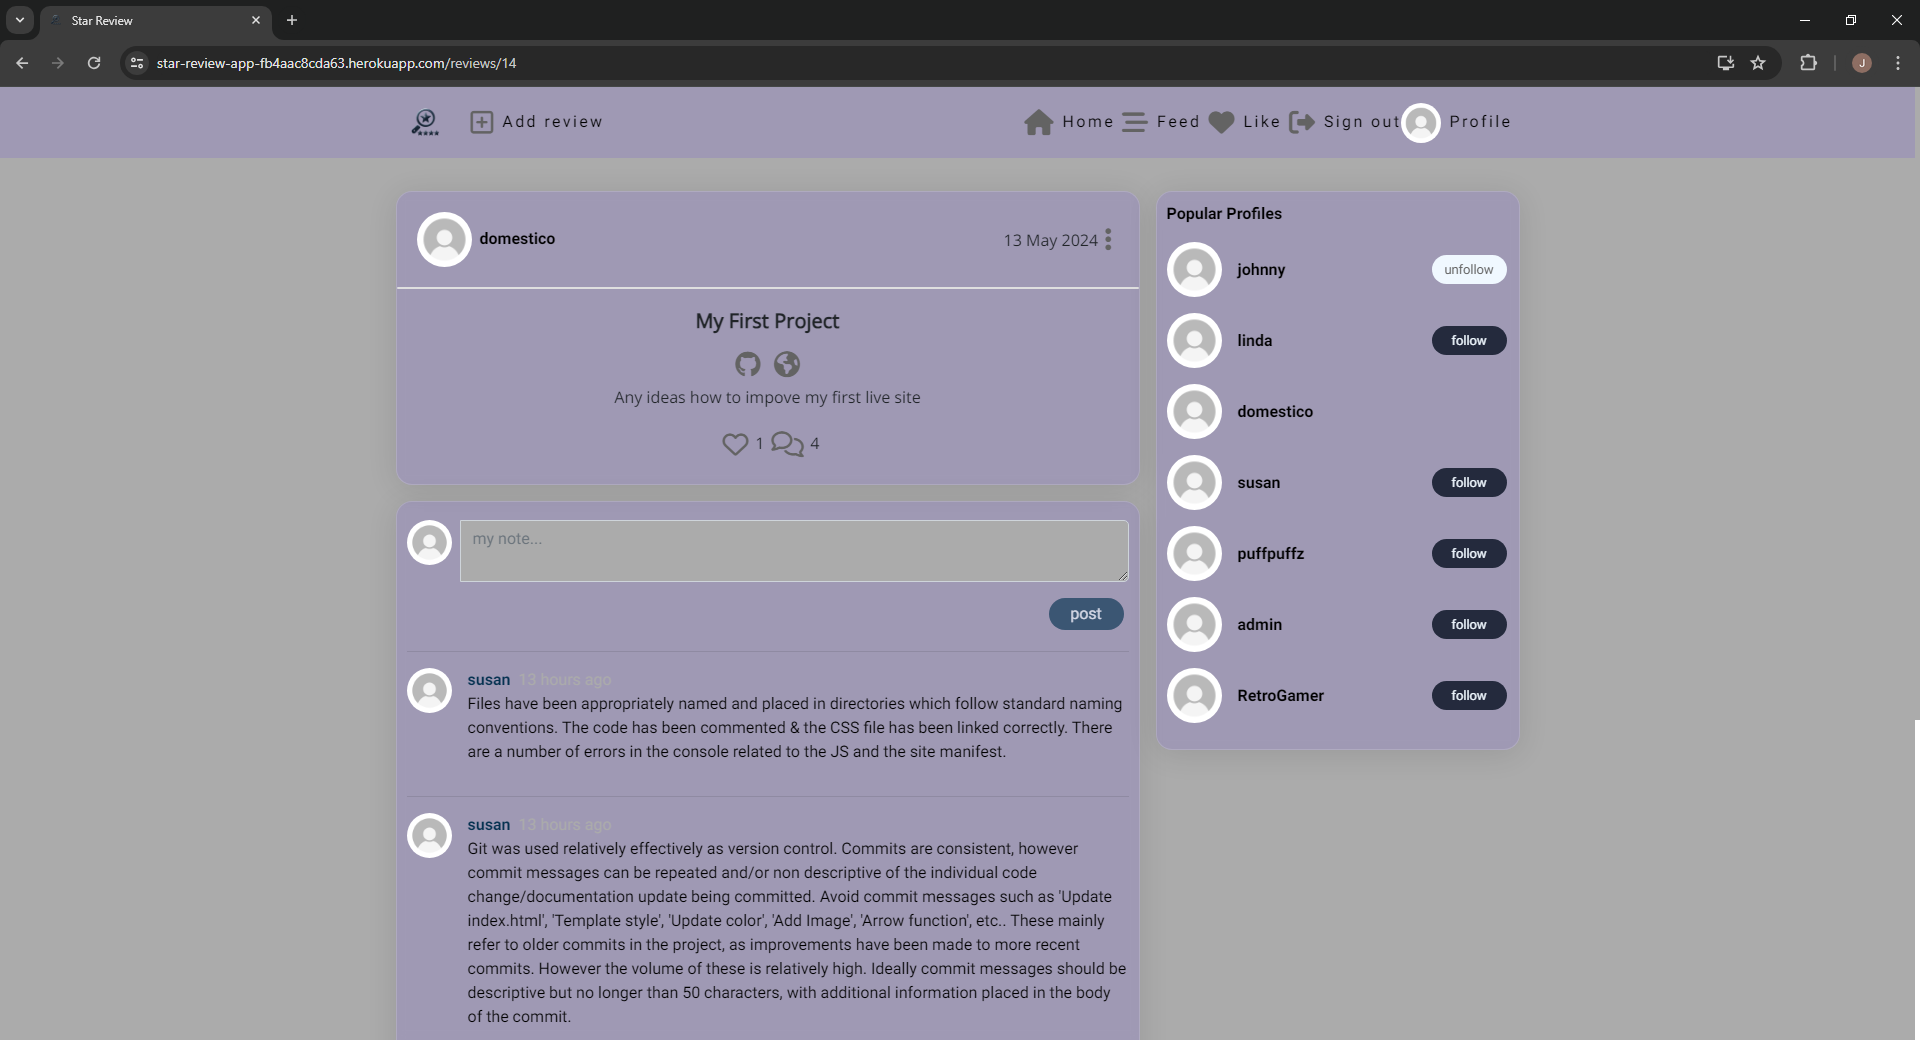 Star Review
star-review-app-fb4aac8cda63.herokuapp.com/reviews/14
J
Add review
Home
Feed
Like
Sign out
Profile
domestico
13 May 2024
My First Project
Any ideas how to impove my first live site
1
4
my note...
post
susan 13 hours ago
Files have been appropriately named and placed in directories which follow standard naming
conventions. The code has been commented & the CSS file has been linked correctly. There
are a number of errors in the console related to the JS and the site manifest.
susan 13 hours ago
Git was used relatively effectively as version control. Commits are consistent, however
commit messages can be repeated and/or non descriptive of the individual code
change/documentation update being committed. Avoid commit messages such as 'Update
index.html', 'Template style', 'Update color', 'Add Image', 'Arrow function', etc.. These mainly
refer to older commits in the project, as improvements have been made to more recent
commits. However the volume of these is relatively high. Ideally commit messages should be
descriptive but no longer than 50 characters, with additional information placed in the body
of the commit.
Popular Profiles
johnny unfollow
linda follow
domestico
susan follow
puffpuffz follow
admin follow
RetroGamer follow